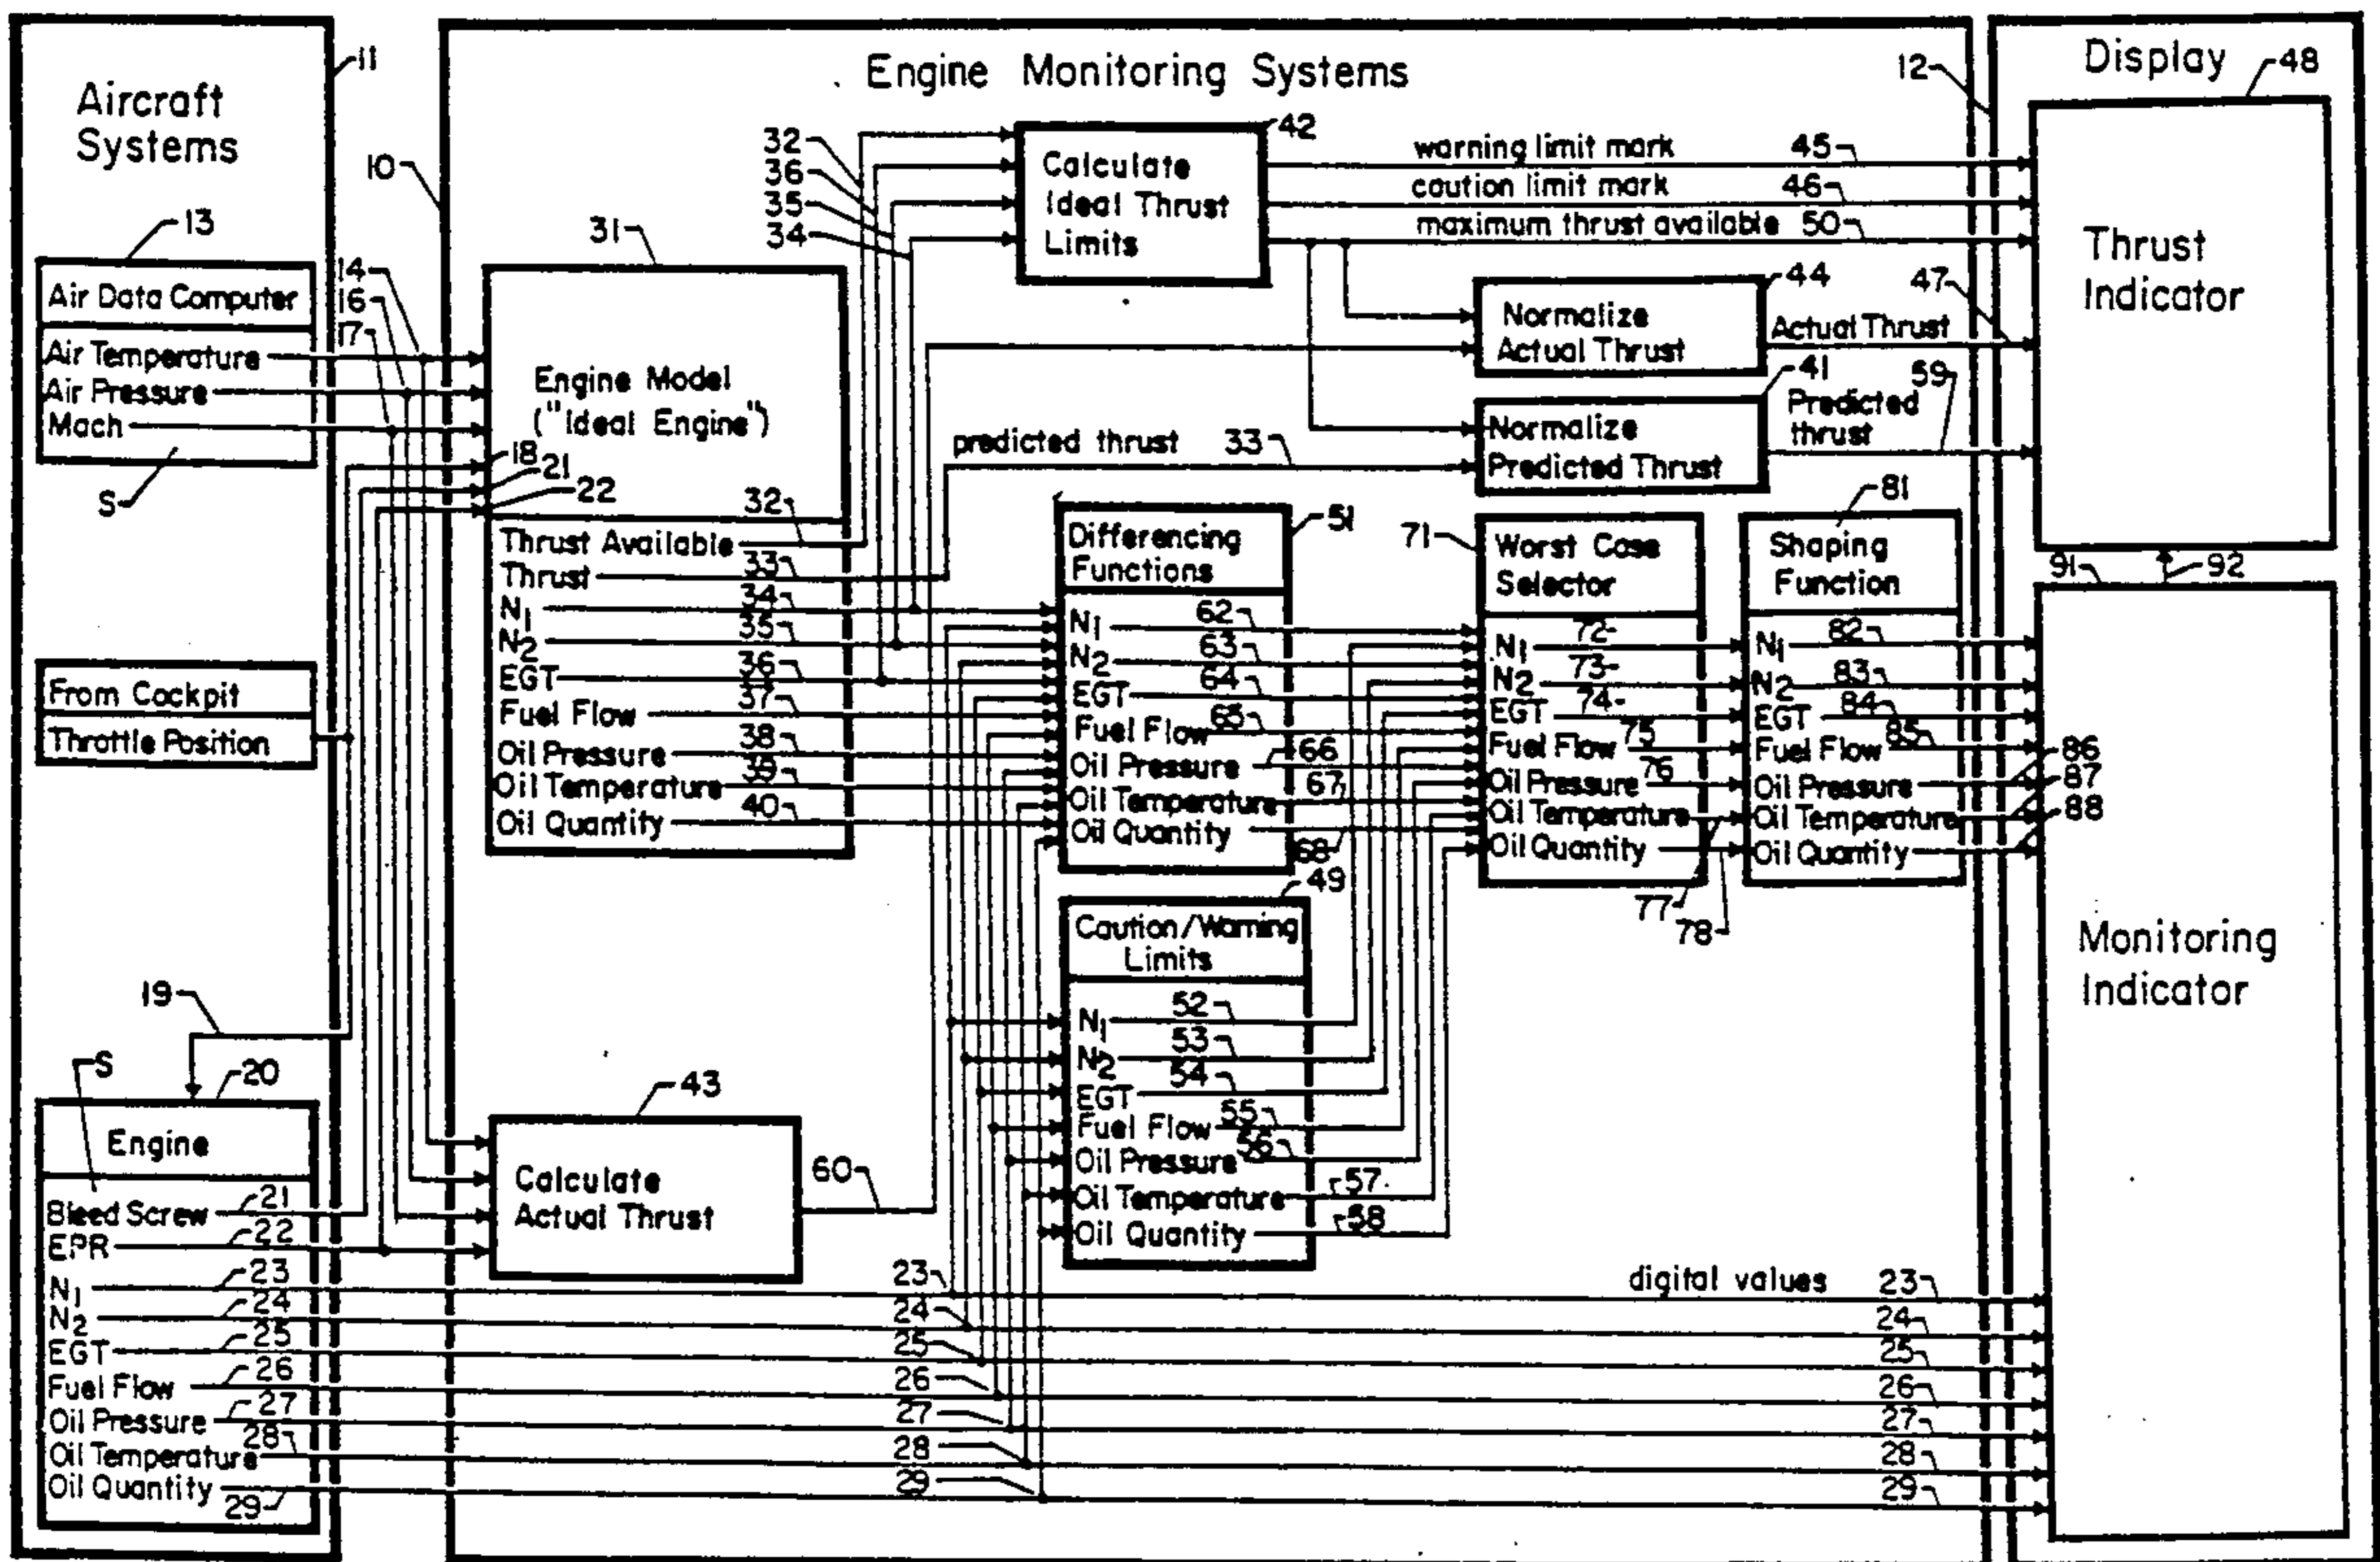 Aircraft
Systems
11
13
Air Data Computer
Air Temperature
Air Pressure
Mach
S
14
16
17
From Cockpit
Throttle Position
19
S
20
Engine
Bleed Screw 21
EPR 22
N1 23
N2 24
EGT 25
Fuel Flow 26
Oil Pressure 27
Oil Temperature 28
Oil Quantity 29
Engine Monitoring Systems
10
31
Engine Model
("Ideal Engine")
18
21
22
Thrust Available 32
Thrust 33
N1 34
N2 35
EGT 36
Fuel Flow 37
Oil Pressure 38
Oil Temperature 39
Oil Quantity 40
32
36
35
34
42
Calculate
Ideal Thrust
Limits
warning limit mark 45
caution limit mark 46
maximum thrust available 50
44
Normalize
Actual Thrust
Actual Thrust
47
41
predicted thrust 33
Normalize
Predicted Thrust
Predicted
thrust
59
51
Differencing
Functions
N1 62
N2 63
EGT 64
Fuel Flow 65
Oil Pressure 66
Oil Temperature 67
Oil Quantity 68
71
Worst Case
Selector
N1 72
N2 73
EGT 74
Fuel Flow 75
Oil Pressure 76
Oil Temperature
Oil Quantity
77
78
81
Shaping
Function
N1 82
N2 83
EGT 84
Fuel Flow 85
Oil Pressure 86
Oil Temperature 87
Oil Quantity 88
49
Caution/Warning
Limits
N1 52
N2 53
EGT 54
Fuel Flow 55
Oil Pressure 56
Oil Temperature 57
Oil Quantity 58
43
Calculate
Actual Thrust
60
digital values
23 23
24 24
25 25
26 26
27 27
28 28
29 29
12
Display
48
Thrust
Indicator
91 92
Monitoring
Indicator